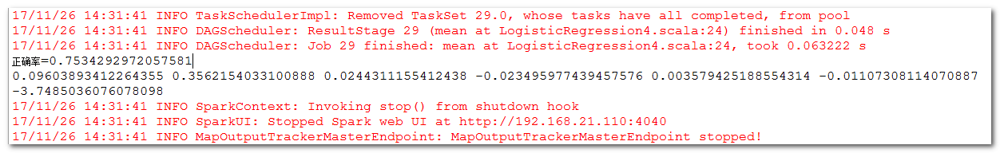 17/11/26 14:31:41 INFO TaskSchedulerImpl: Removed TaskSet 29.0, whose tasks have all completed, from pool
17/11/26 14:31:41 INFO DAGScheduler: ResultStage 29 (mean at LogisticRegression4.scala:24) finished in 0.048 s
17/11/26 14:31:41 INFO DAGScheduler: Job 29 finished: mean at LogisticRegression4.scala:24, took 0.063222 s
正确率=0.7534292972057581
0.09603893412264355 0.3562154033100888 0.0244311155412438 -0.023495977439457576 0.003579425188554314 -0.01107308114070887
-3.7485036076078098
17/11/26 14:31:41 INFO SparkContext: Invoking stop() from shutdown hook
17/11/26 14:31:41 INFO SparkUI: Stopped Spark web UI at http://192.168.21.110:4040
17/11/26 14:31:41 INFO MapOutputTrackerMasterEndpoint: MapOutputTrackerMasterEndpoint stopped!